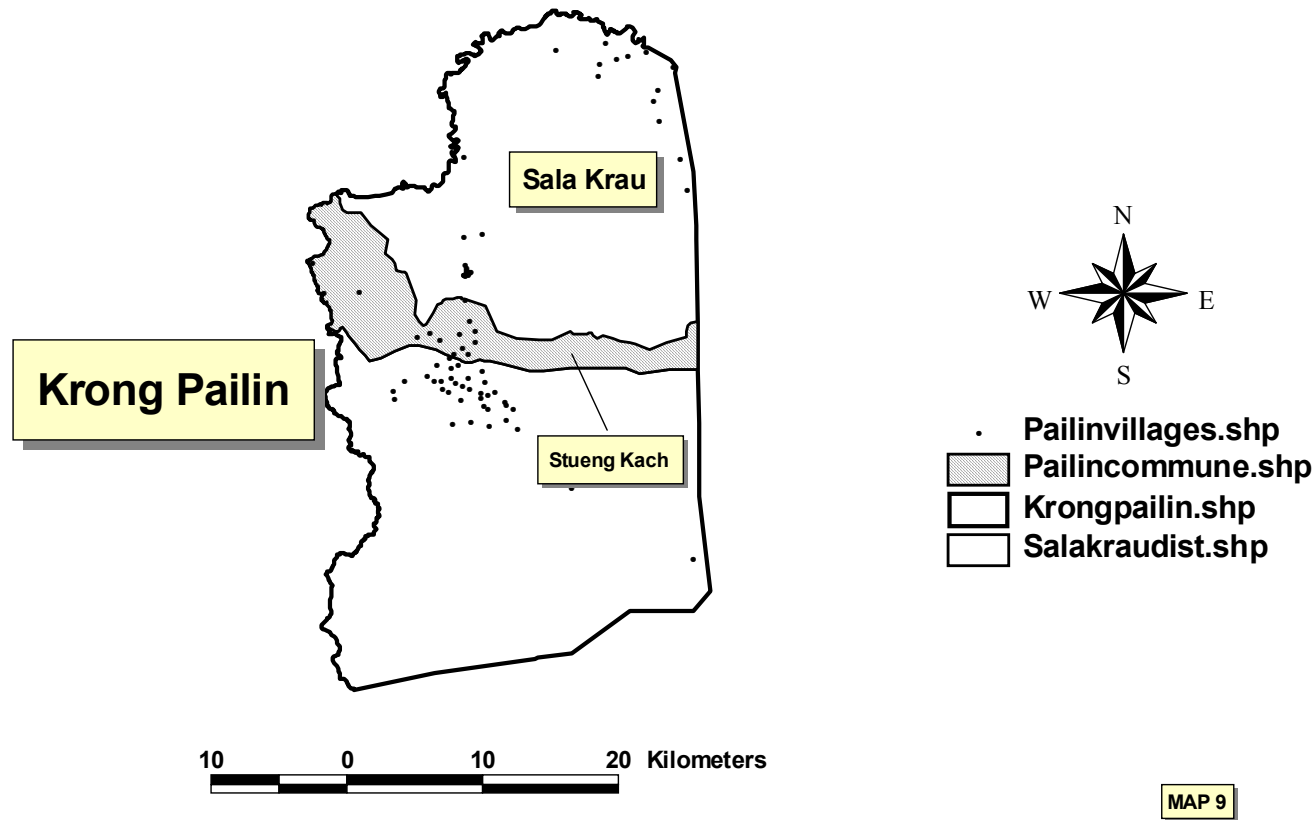 Sala Krau
Krong Pailin
Stueng Kach
N
W E
S
Pailinvillages.shp
Pailincommune.shp
Krongpailin.shp
Salakraudist.shp
10 0 10 20 Kilometers
MAP 9